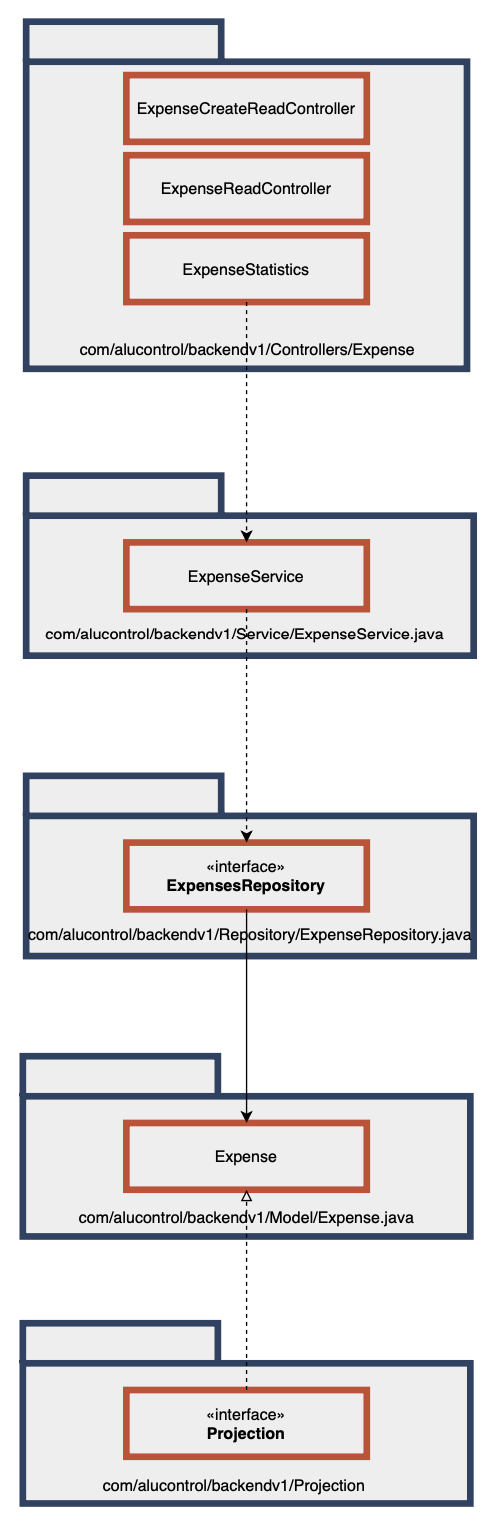 ExpenseCreateReadController
ExpenseReadController
ExpenseStatistics
com/alucontrol/backendv1/Controllers/Expense
ExpenseService
com/alucontrol/backendv1/Service/ExpenseService.java
«interface»
ExpensesRepository
com/alucontrol/backendv1/Repository/ExpenseRepository.java
Expense
com/alucontrol/backendv1/Model/Expense.java
«interface»
Projection
com/alucontrol/backendv1/Projection